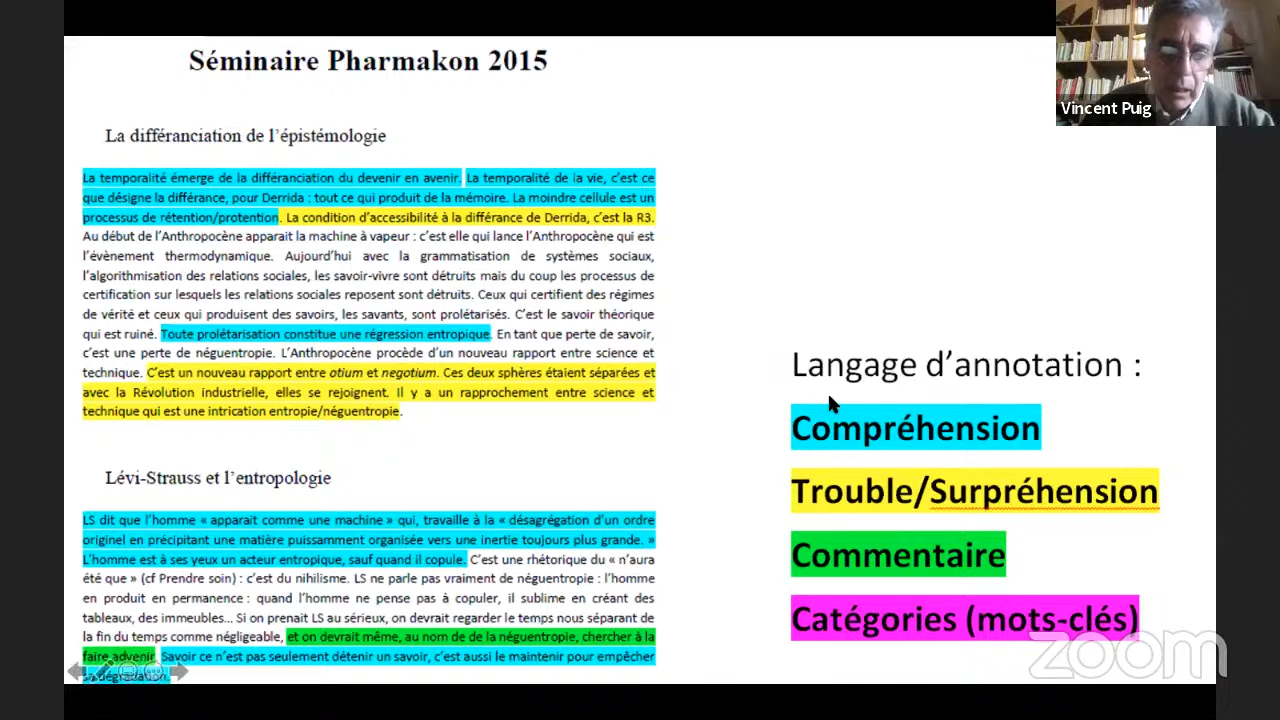 Séminaire Pharmakon 2015
La différanciation de l'épistémologie
La temporalité émerge de la différanciation du devenir en avenir. La temporalité de la vie, c'est ce
que désigne la différance, pour Derrida : tout ce qui produit de la mémoire. La moindre cellule est un
processus de rétention/protention. La condition d'accessibilité à la différance de Derrida, c'est la R3.
Au début de l'Anthropocène apparait la machine à vapeur : c'est elle qui lance l'Anthropocène qui est
l'évènement thermodynamique. Aujourd'hui avec la grammatisation de systèmes sociaux,
l'algorithmisation des relations sociales, les savoir-vivre sont détruits mais du coup les processus de
certification sur lesquels les relations sociales reposent sont détruits. Ceux qui certifient des régimes
de vérité et ceux qui produisent des savoirs, les savants, sont prolétarisés. C'est le savoir théorique
qui est ruiné. Toute prolétarisation constitue une régression entropique. En tant que perte de savoir,
c'est une perte de néguentropie. L'Anthropocène procède d'un nouveau rapport entre science et
technique. C'est un nouveau rapport entre otium et negotium. Ces deux sphères étaient séparées et
avec la Révolution industrielle, elles se rejoignent. Il y a un rapprochement entre science et
technique qui est une intrication entropie/néguentropie.
Lévi-Strauss et l'entropologie
LS dit que l'homme « apparait comme une machine » qui, travaille à la « désagrégation d'un ordre
originel en précipitant une matière puissamment organisée vers une inertie toujours plus grande. »
L'homme est à ses yeux un acteur entropique, sauf quand il copule. C'est une rhétorique du « n'aura
été que » (cf Prendre soin) : c'est du nihilisme. LS ne parle pas vraiment de néguentropie : l'homme
en produit en permanence : quand l'homme ne pense pas à copuler, il sublime en créant des
tableaux, des immeubles... Si on prenait LS au sérieux, on devrait regarder le temps nous séparant de
la fin du temps comme négligeable, et on devrait même, au nom de de la néguentropie, chercher à la
faire advenir. Savoir ce n'est pas seulement détenir un savoir, c'est aussi le maintenir pour empêcher
dégradation.
Langage d'annotation :
Compréhension
Trouble/Surpréhension
Commentaire
Catégories (mots-clés)
Vincent Puig
zoom